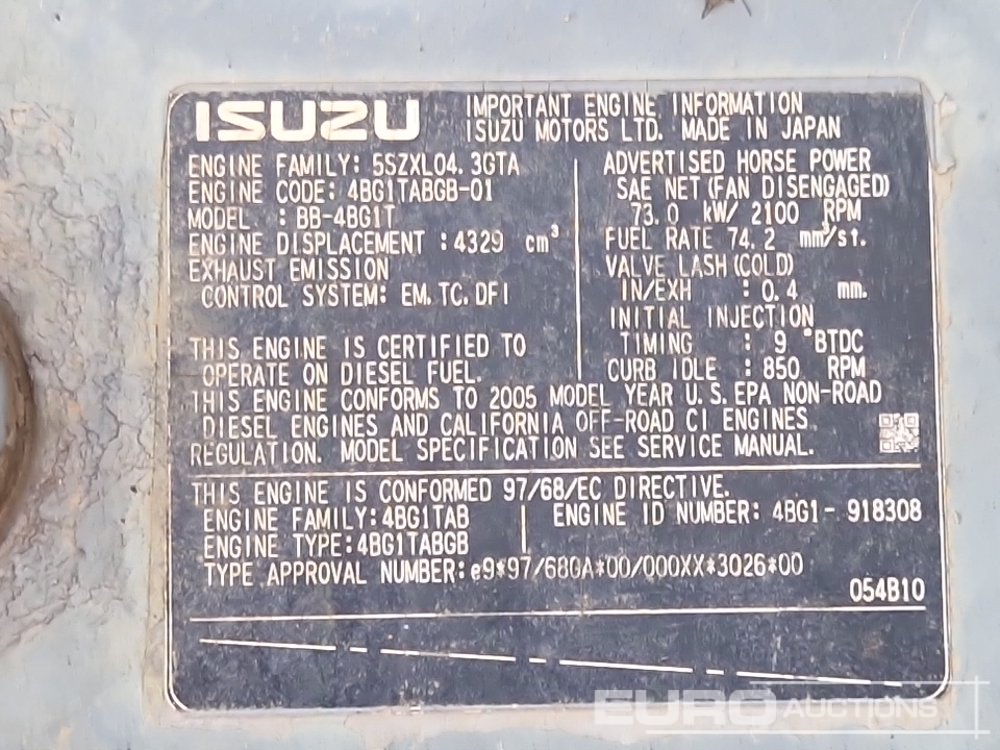 ISUZU
IMPORTANT ENGINE INFORMATION
ISUZU MOTORS LTD. MADE IN JAPAN
ENGINE FAMILY: 5SZXL04.3GTA
ENGINE CODE: 4BG1TABGB-01
MODEL : BB-4BG1T
ENGINE DISPLACEMENT :4329 cm³
EXHAUST EMISSION
CONTROL SYSTEM: EM.TC.DFI
THIS ENGINE IS CERTIFIED TO
OPERATE ON DIESEL FUEL.
ADVERTISED HORSE POWER
SAE NET (FAN DISENGAGED)
73.0 kW/ 2100 RPM
FUEL RATE 74.2 mm³/st.
VALVE LASH (COLD)
IN/EXH : 0.4 mm.
INITIAL INJECTION
TIMING : 9 °BTDC
CURB IDLE : 850 RPM
THIS ENGINE CONFORMS TO 2005 MODEL YEAR U.S.EPA NON-ROAD
DIESEL ENGINES AND CALIFORNIA OFF-ROAD CI ENGINES
REGULATION. MODEL SPECIFICATION SEE SERVICE MANUAL.
THIS ENGINE IS CONFORMED 97/68/EC DIRECTIVE.
ENGINE FAMILY:4BG1TAB
ENGINE ID NUMBER: 4BG1- 918308
ENGINE TYPE:4BG1TABGB
TYPE APPROVAL NUMBER:e9*97/68GA*00/000XX*3026*00
054B10
EURO AUCTIONS